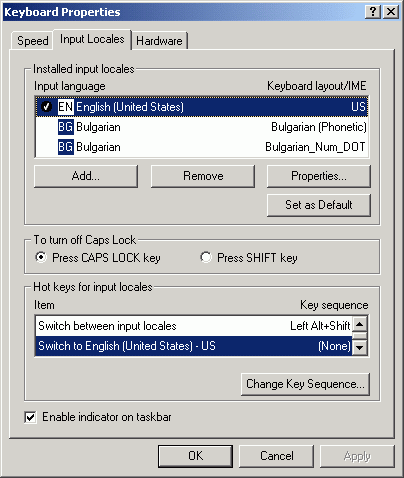 Keyboard Properties
Speed Input Locales Hardware
Installed input locales
Input language Keyboard layout/IME
EN English (United States) US
BG Bulgarian Bulgarian (Phonetic)
BG Bulgarian Bulgarian_Num_DOT
Add... Remove Properties...
Set as Default
To turn off Caps Lock
Press CAPS LOCK key Press SHIFT key
Hot keys for input locales
Item Key sequence
Switch between input locales Left Alt+Shift
Switch to English (United States) - US (None)
Change Key Sequence...
Enable indicator on taskbar
OK Cancel Apply